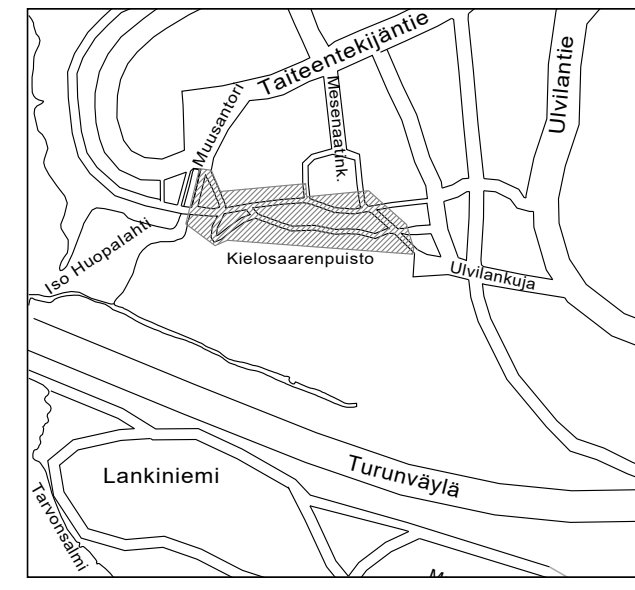 Taiteentekijäntie
Ulvilantie
Muusantori
Mesenaatink.
Iso Huopalahti
Kielosaarenpuisto
Ulvilankuja
Turunväylä
Lankiniemi
Tarvonsalmi